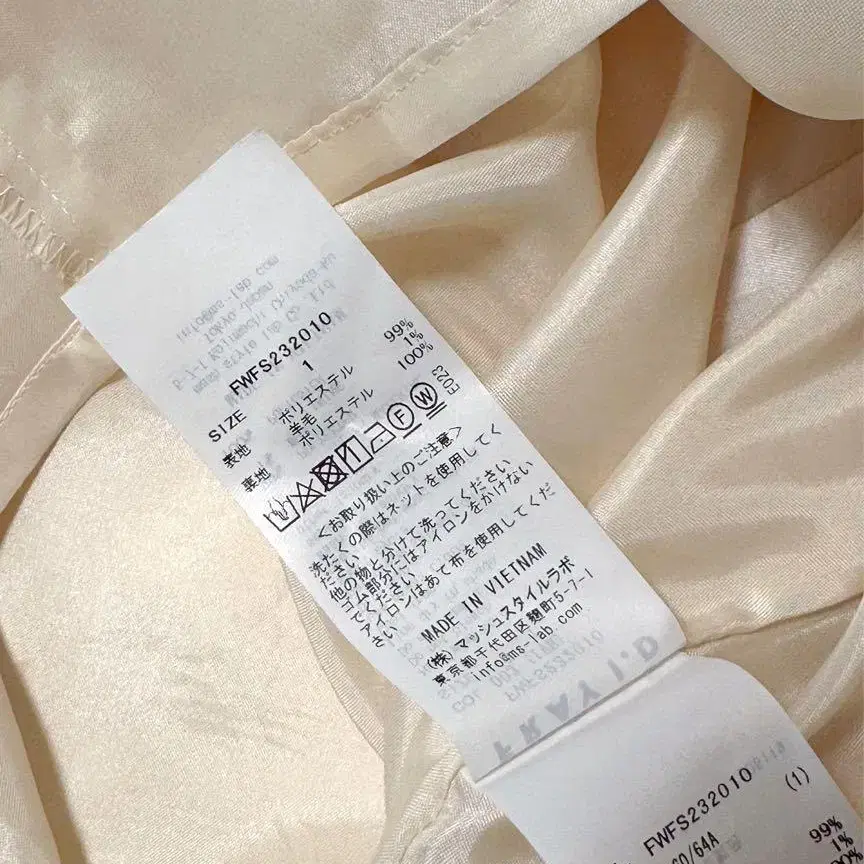 FWFS232010
SIZE 1
表地 ポリエステル 99%
羊毛 1%
裏地 ポリエステル 100%
F W E023
<お取り扱い上のご注意>
洗たくの際はネットを使用してく
ださい
他の物と分けて洗ってください
ゴム部分にはアイロンをかけない
でください
アイロンはあて布を使用してくだ
さい
MADE IN VIETNAM
(株)マッシュスタイルラボ
東京都千代田区麹町5-7-1
info@ms-lab.com
FRAY I.D
FWFS232010 (1)
/64A
99%
1%